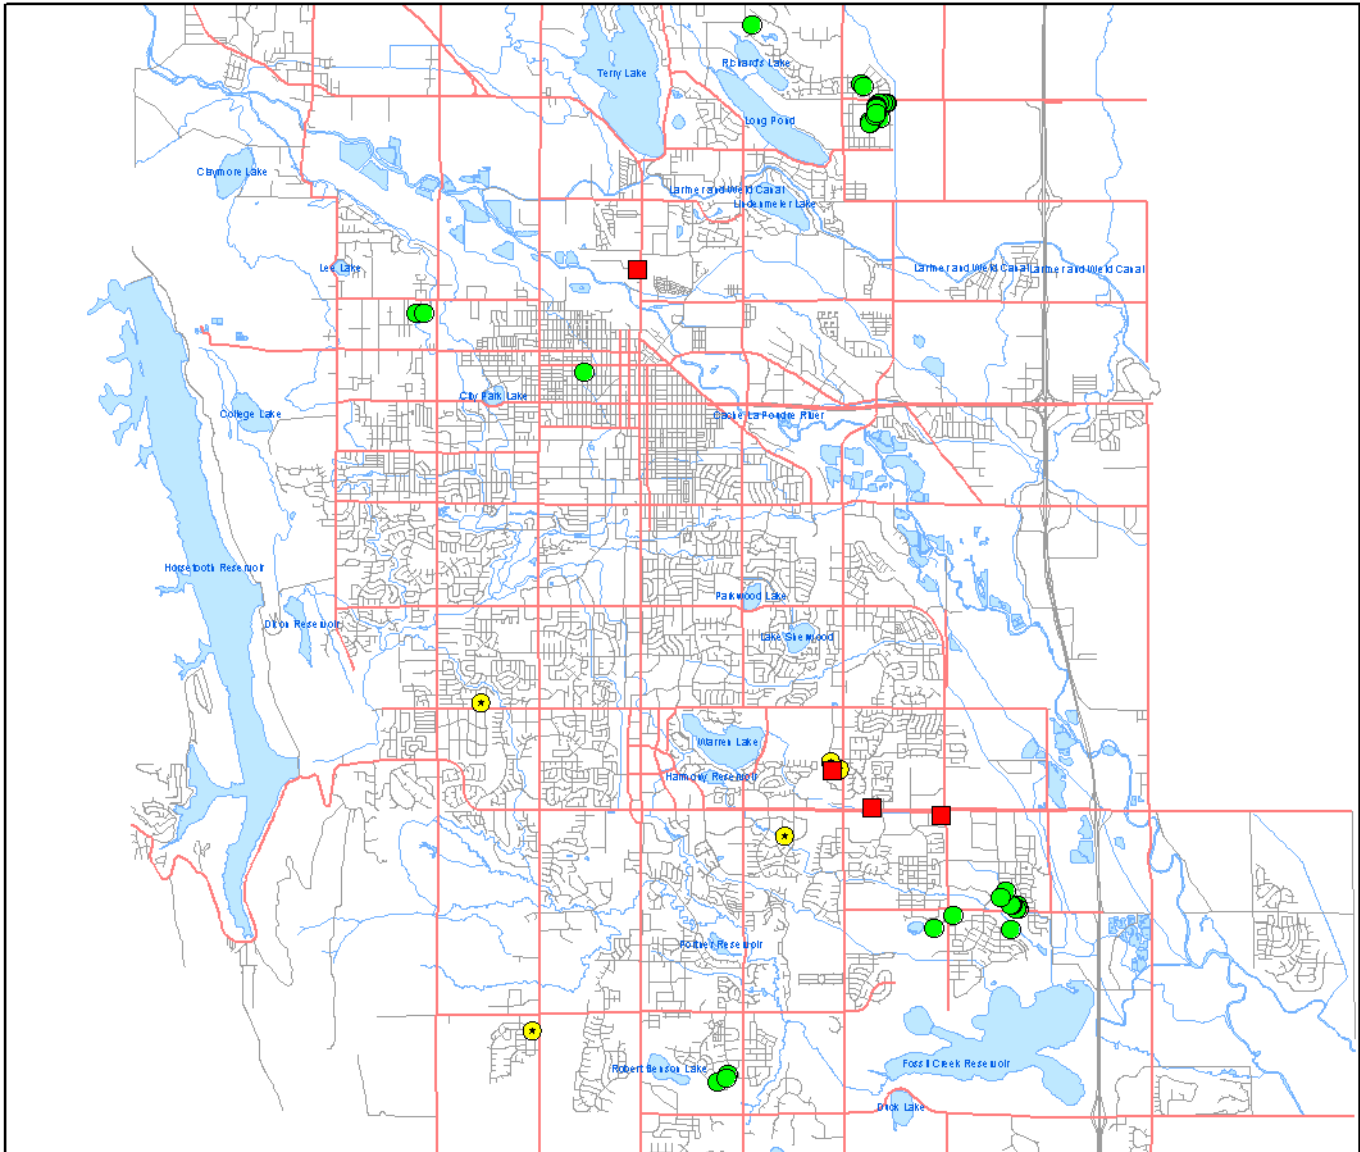 Richards Lake
Terry Lake
Long Pond
Claymore Lake
Larimer and Weld Canal
Lindenmeier Lake
Lee Lake
Larimer and Weld Canal
Larimer and Weld Canal
City Park Lake
College Lake
Cache La Poudre River
Horsetooth Reservoir
Parkwood Lake
Dixon Reservoir
Lake Sherwood
Warren Lake
Harmony Reservoir
Portner Reservoir
Fossil Creek Reservoir
Robert Benson Lake
Duck Lake